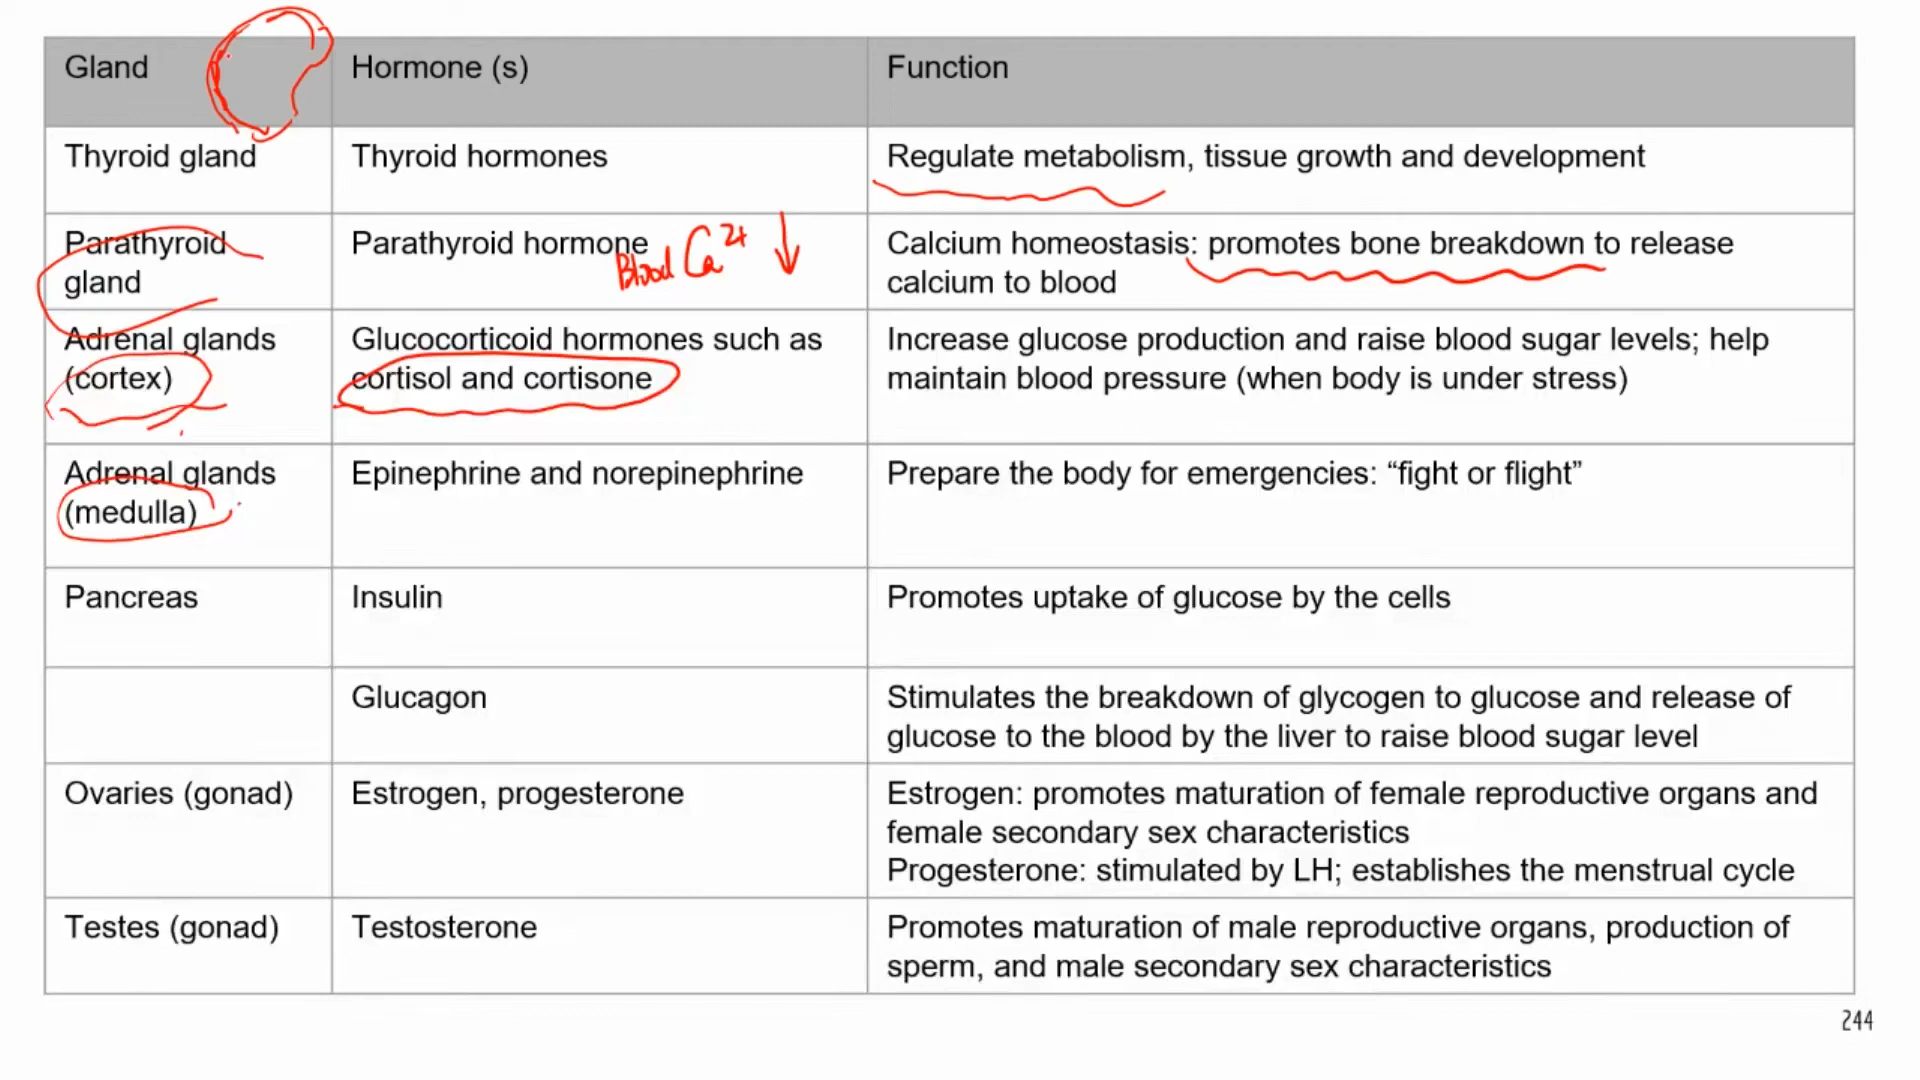 Gland Hormone (s) Function
Thyroid gland Thyroid hormones Regulate metabolism, tissue growth and development
Parathyroid Parathyroid hormone Blood Ca2+ ↓ Calcium homeostasis: promotes bone breakdown to release
gland calcium to blood
Adrenal glands Glucocorticoid hormones such as Increase glucose production and raise blood sugar levels; help
(cortex) cortisol and cortisone maintain blood pressure (when body is under stress)
Adrenal glands Epinephrine and norepinephrine Prepare the body for emergencies: “fight or flight”
(medulla)
Pancreas Insulin Promotes uptake of glucose by the cells
Glucagon Stimulates the breakdown of glycogen to glucose and release of
glucose to the blood by the liver to raise blood sugar level
Ovaries (gonad) Estrogen, progesterone Estrogen: promotes maturation of female reproductive organs and
female secondary sex characteristics
Progesterone: stimulated by LH; establishes the menstrual cycle
Testes (gonad) Testosterone Promotes maturation of male reproductive organs, production of
sperm, and male secondary sex characteristics
244